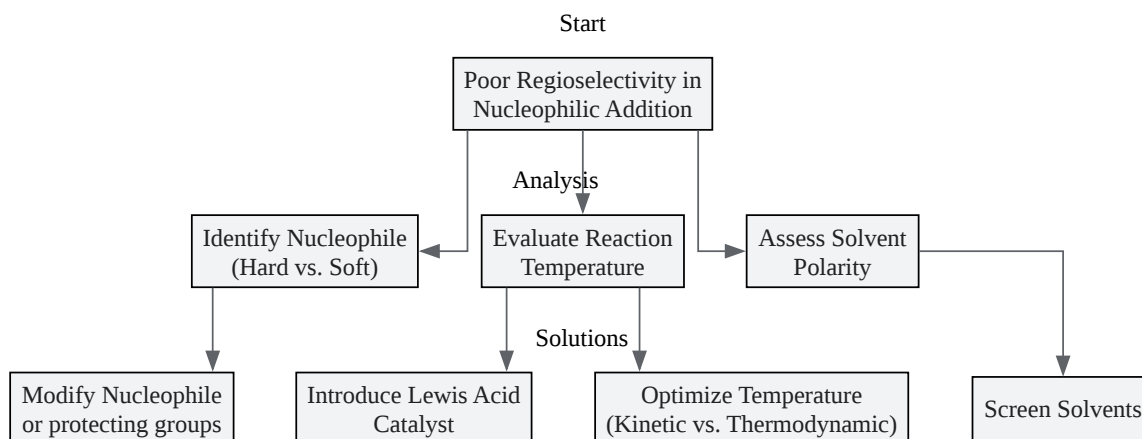 Start
Poor Regioselectivity in
Nucleophilic Addition
Analysis
Identify Nucleophile
(Hard vs. Soft)
Evaluate Reaction
Temperature
Assess Solvent
Polarity
Solutions
Modify Nucleophile
or protecting groups
Introduce Lewis Acid
Catalyst
Optimize Temperature
(Kinetic vs. Thermodynamic)
Screen Solvents